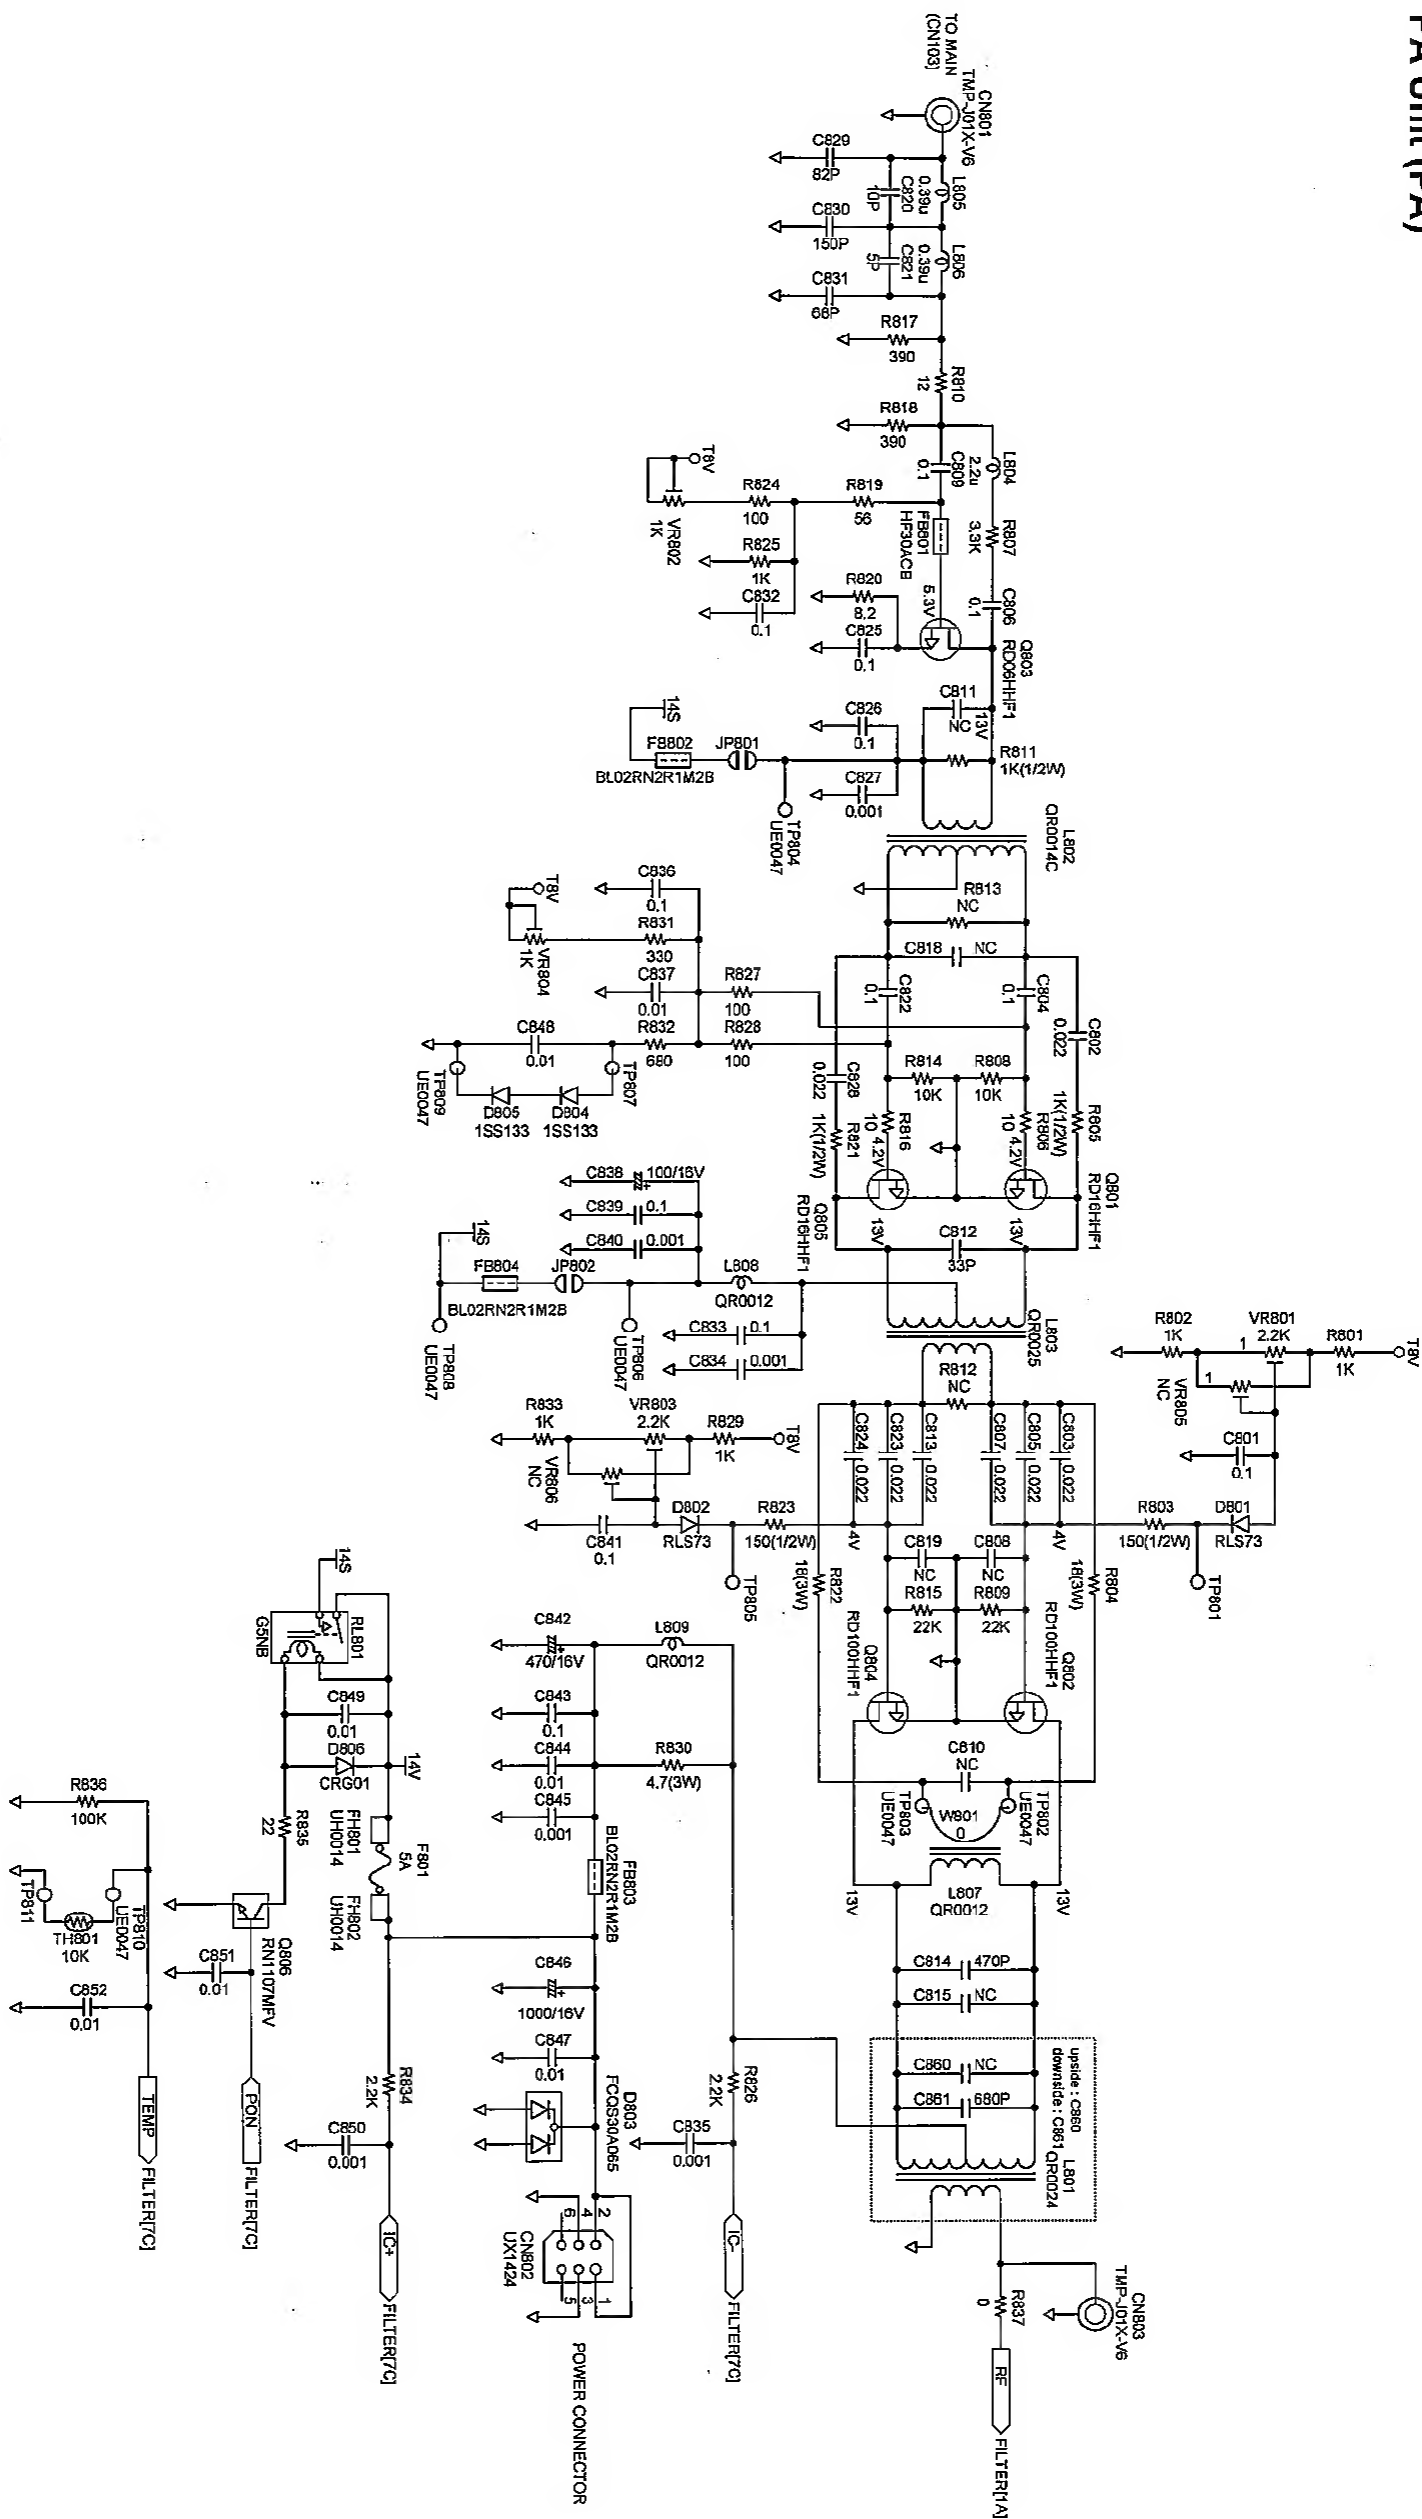 PA Unit (PA)
TO MAIN
(CN103)
CN801
TMP-J01X-V6
C829
82P
L805
0.39u
C820
10P
C830
150P
L806
0.39u
C821
5P
C831
68P
R817
390
R810
12
R818
390
L804
2.2u
C809
0.1
T8V
VR802
1K
R824
100
R819
56
R825
1K
C832
0.1
FB801
HF30ACB
R807
3.3K
C806
0.1
R820
8.2
5.3V
C825
0.1
Q803
RD06HHF1
C811
NC
13V
C826
0.1
14S
FB802
BL02RN2R1M2B
JP801
R811
1K(1/2W)
C827
0.001
TP804
UE0047
L802
QR0014C
C836
0.1
R813
NC
T8V
VR804
1K
R831
330
C818
NC
C837
0.01
R827
100
C822
0.1
C804
0.1
C802
0.022
C848
0.01
R832
680
R828
100
TP809
UE0047
TP807
D805
1SS133
D804
1SS133
C828
0.022
R814
10K
R808
10K
R821
1K(1/2W)
R816
10
4.2V
R806
10
4.2V
R805
1K(1/2W)
Q801
RD16HHF1
Q805
RD16HHF1
C838
100/16V
C839
0.1
C840
0.001
13V
13V
C812
33P
14S
FB804
BL02RN2R1M2B
JP802
L808
QR0012
TP808
UE0047
TP806
UE0047
C833
0.1
C834
0.001
L803
QR0025
R802
1K
VR801
2.2K
1
R801
1K
T8V
1
VR805
NC
R812
NC
R833
1K
VR803
2.2K
R829
1K
T8V
VR806
NC
C824
0.022
C823
0.022
C813
0.022
C807
0.022
C805
0.022
C803
0.022
C801
0.1
C841
0.1
D802
RLS73
R823
150(1/2W)
4V
4V
R803
150(1/2W)
D801
RLS73
TP805
TP801
C819
NC
C808
NC
R822
18(3W)
R815
22K
R809
22K
R804
18(3W)
14S
RL801
G5NB
C842
470/16V
L809
QR0012
Q804
RD100HHF1
Q802
RD100HHF1
C849
0.01
C843
0.1
D806
CRG01
14V
C844
0.01
R830
4.7(3W)
C810
NC
R836
100K
R835
22
FH801
UH0014
F801
5A
C845
0.001
TP803
UE0047
W801
0
TP802
UE0047
TP811
TP810
UE0047
TH801
10K
FH802
UH0014
FB803
BL02RN2R1M2B
13V
13V
L807
QR0012
Q806
RN1107MFV
C851
0.01
C852
0.01
C846
1000/16V
C814
470P
C815
NC
C847
0.01
upside : C860
downside : C861
C860
NC
C861
680P
R834
2.2K
R826
2.2K
D803
FCQS30A065
C850
0.001
C835
0.001
L801
QR0024
TEMP
FILTER[7C]
PON
FILTER[7C]
IC+
FILTER[7C]
6
4
2
CN802
UX1424
5
3
1
POWER CONNECTOR
IC-
FILTER[7C]
R837
0
CN803
TMP-J01X-V6
RF
FILTER[1A]